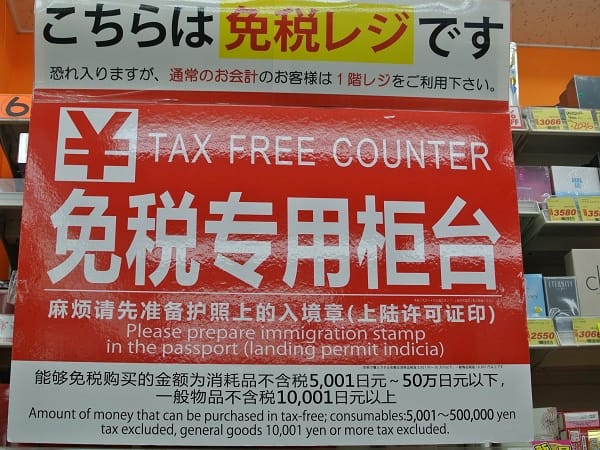 こちらは 免税レジです
恐れ入りますが、通常のお会計のお客様は1階レジをご利用下さい。
¥ TAX FREE COUNTER
免税专用柜台
麻烦请先准备护照上的入境章(上陆许可证印)
Please prepare immigration stamp
in the passport (landing permit indicia)
能够免税购买的金额为消耗品不含税5,001日元~50万日元以下,
一般物品不含税10,001日元以上
Amount of money that can be purchased in tax-free; consumables:5,001~500,000 yen
tax excluded, general goods 10,001 yen or more tax excluded.
6
3066
3580
3580
2550
ETERNITY